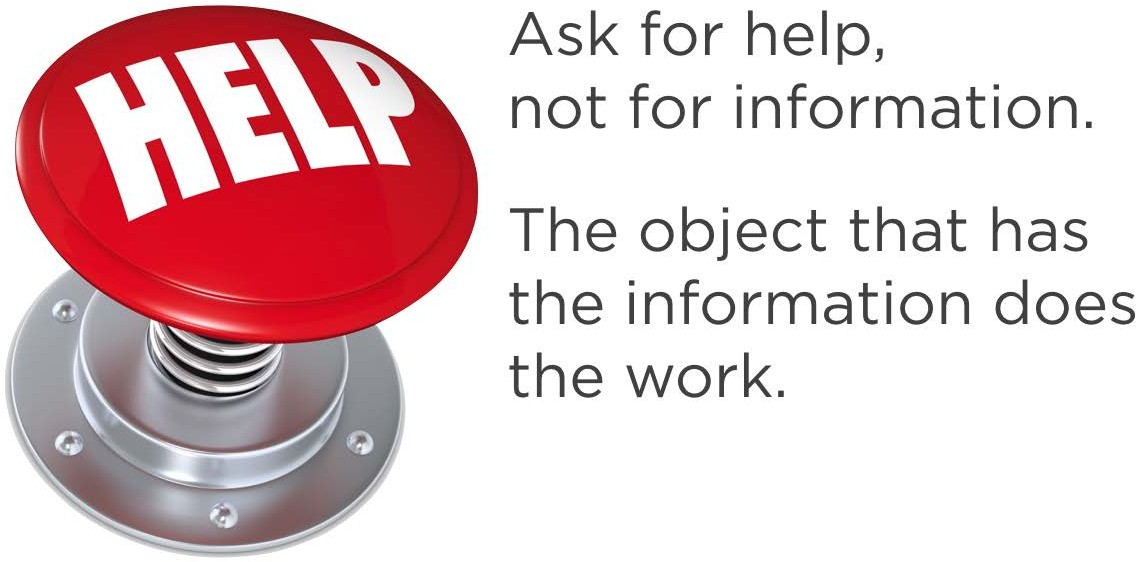 HELP
Ask for help,
not for information.
The object that has
the information does
the work.